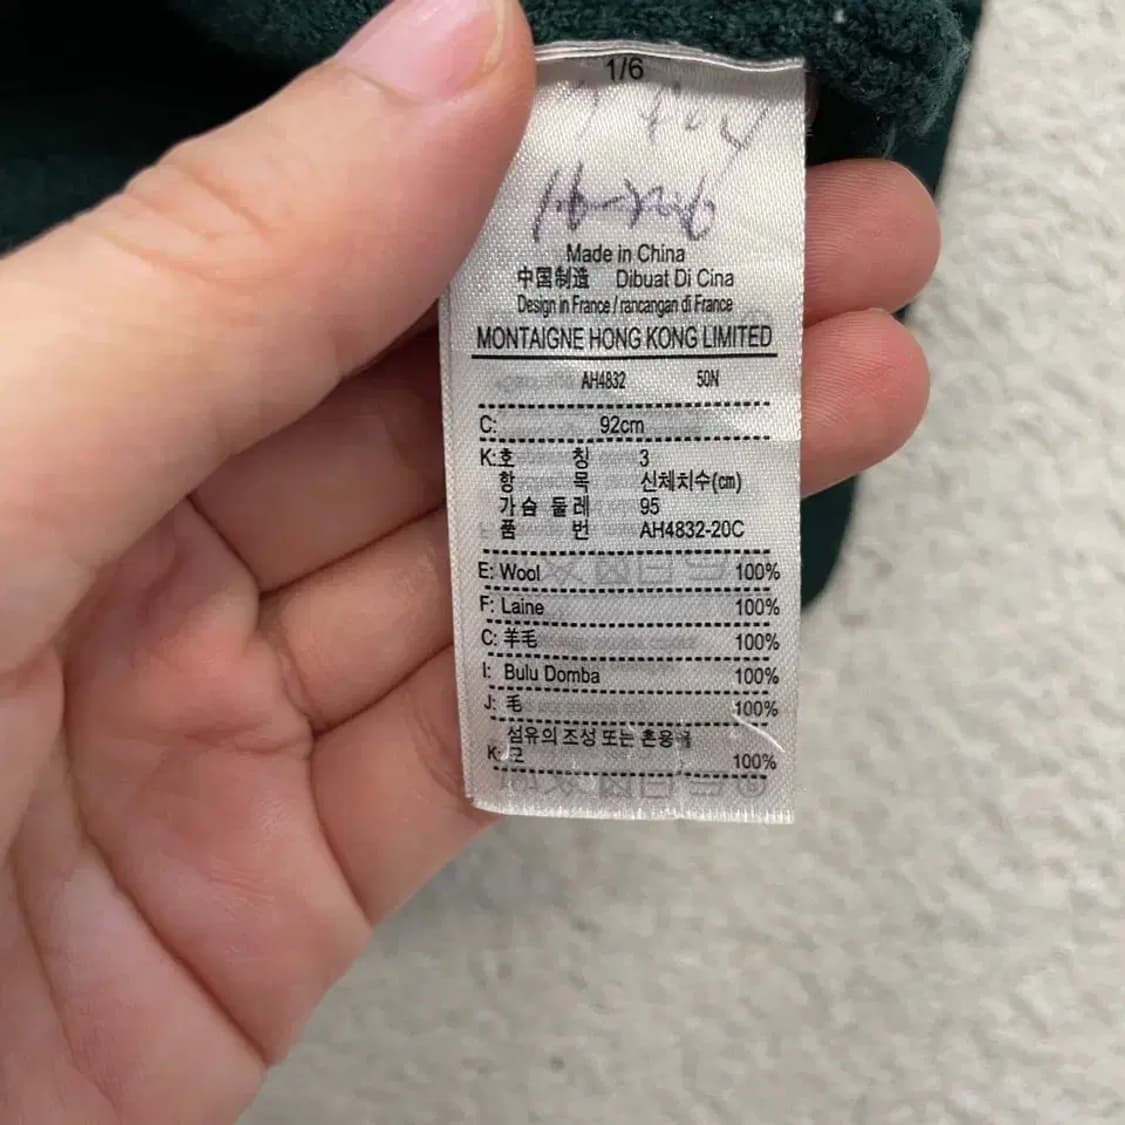 1/6
Made in China
中国制造 Dibuat Di Cina
Design in France / rancangan di France
MONTAIGNE HONG KONG LIMITED
AH4832 50N
C: 92cm
K:호 칭 3
항 목 신체치수(cm)
가슴 둘레 95
품 번 AH4832-20C
E: Wool 100%
F: Laine 100%
C: 羊毛 100%
I: Bulu Domba 100%
J: 毛 100%
섬유의 조성 또는 혼용율
K: 모 100%